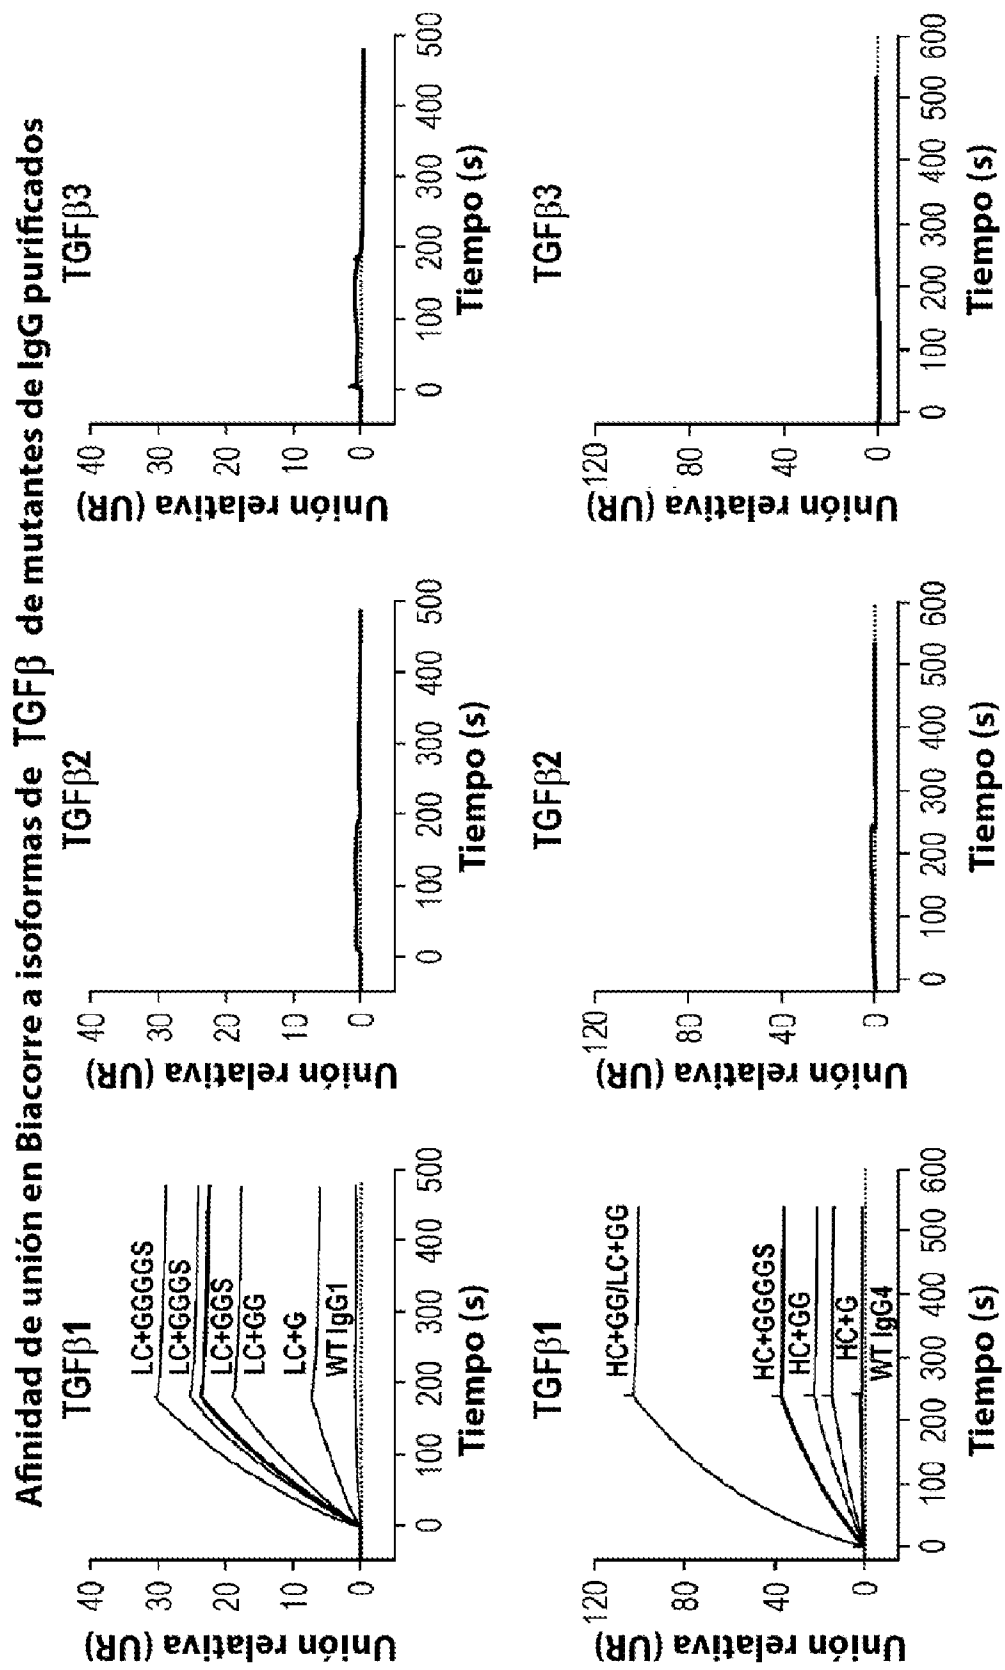 Afinidad de unión en Biacorre a isoformas de TGFβ de mutantes de IgG purificados
TGFβ1
Unión relativa (UR)
40
30
20
10
0
LC+GGGGS
LC+GGGS
LC+GGS
LC+GG
LC+G
WT IgG1
0 100 200 300 400 500
Tiempo (s)
TGFβ2
Unión relativa (UR)
40
30
20
10
0
0 100 200 300 400 500
Tiempo (s)
TGFβ3
Unión relativa (UR)
40
30
20
10
0
0 100 200 300 400 500
Tiempo (s)
TGFβ1
Unión relativa (UR)
120
80
40
0
HC+GG/LC+GG
HC+GGGGS
HC+GG
HC+G
WT IgG4
0 100 200 300 400 500 600
Tiempo (s)
TGFβ2
Unión relativa (UR)
120
80
40
0
0 100 200 300 400 500 600
Tiempo (s)
TGFβ3
Unión relativa (UR)
120
80
40
0
0 100 200 300 400 500 600
Tiempo (s)